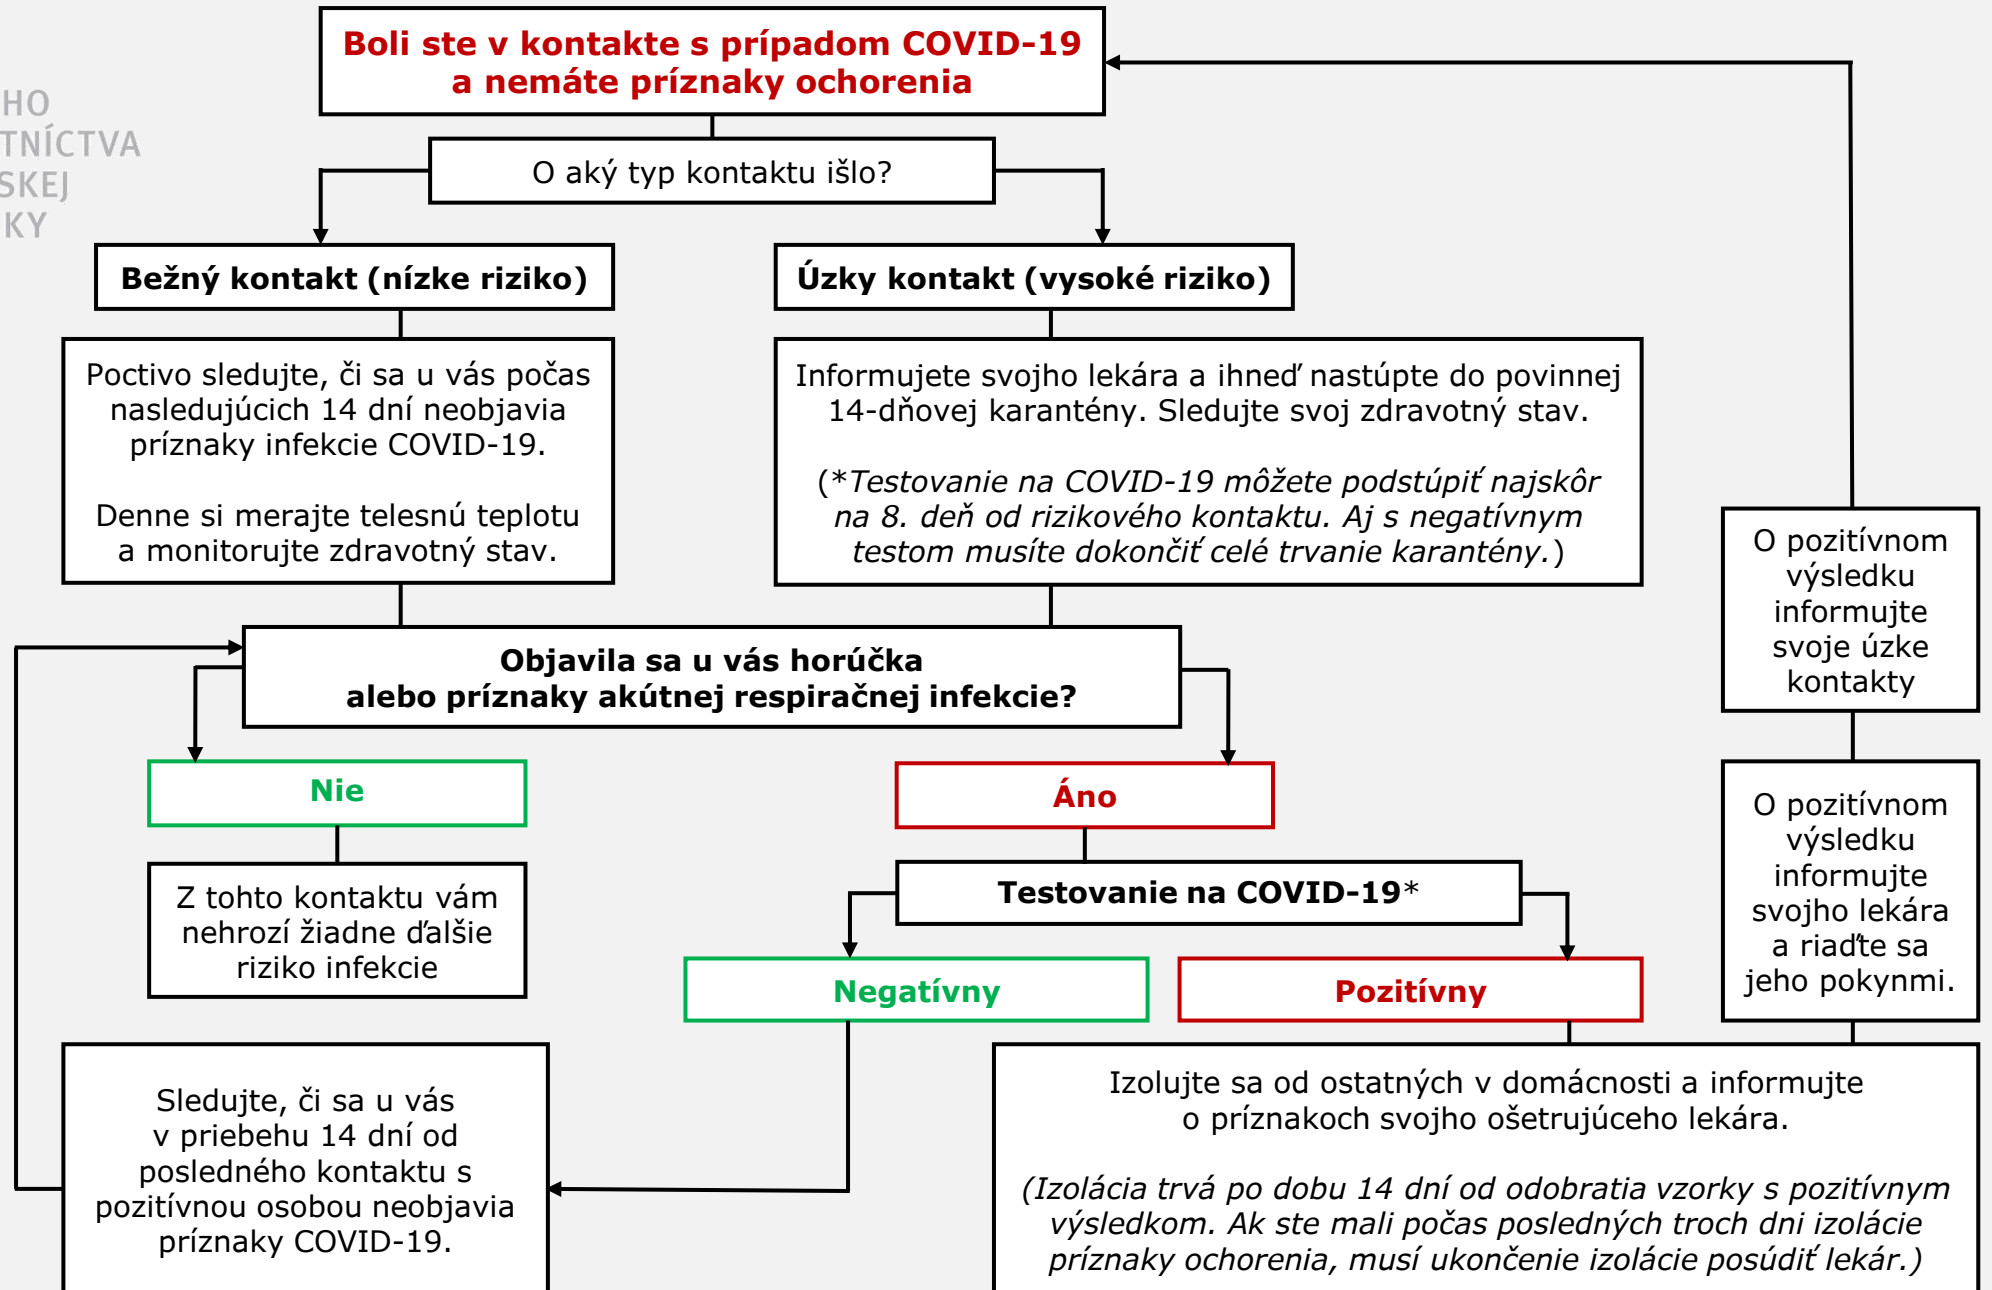 Boli ste v kontakte s prípadom COVID-19
a nemáte príznaky ochorenia
HO
TNÍCTVA
SKEJ
KY
O aký typ kontaktu išlo?
Bežný kontakt (nízke riziko)
Úzky kontakt (vysoké riziko)
Poctivo sledujte, či sa u vás počas
nasledujúcich 14 dní neobjavia
príznaky infekcie COVID-19.
Denne si merajte telesnú teplotu
a monitorujte zdravotný stav.
Informujete svojho lekára a ihneď nastúpte do povinnej
14-dňovej karantény. Sledujte svoj zdravotný stav.
(*Testovanie na COVID-19 môžete podstúpiť najskôr
na 8. deň od rizikového kontaktu. Aj s negatívnym
testom musíte dokončiť celé trvanie karantény.)
Objavila sa u vás horúčka
alebo príznaky akútnej respiračnej infekcie?
Nie
Z tohto kontaktu vám
nehrozí žiadne ďalšie
riziko infekcie
Áno
Testovanie na COVID-19*
Negatívny
Pozitívny
Sledujte, či sa u vás
v priebehu 14 dní od
posledného kontaktu s
pozitívnou osobou neobjavia
príznaky COVID-19.
Izolujte sa od ostatných v domácnosti a informujte
o príznakoch svojho ošetrujúceho lekára.
(Izolácia trvá po dobu 14 dní od odobratia vzorky s pozitívnym
výsledkom. Ak ste mali počas posledných troch dni izolácie
príznaky ochorenia, musí ukončenie izolácie posúdiť lekár.)
O pozitívnom
výsledku
informujte
svojho lekára
a riaďte sa
jeho pokynmi.
O pozitívnom
výsledku
informujte
svoje úzke
kontakty